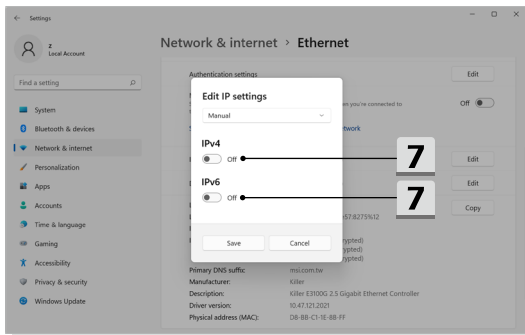 Settings
Z
Local Account
Find a setting
System
Bluetooth & devices
Network & internet
Personalization
Apps
Accounts
Time & language
Gaming
Accessibility
Privacy & security
Windows Update
Network & internet > Ethernet
Authentication settings
Edit
en you're connected to
Off
twork
Edit IP settings
Manual
IPv4
Off
7
Edit
IPv6
Off
7
Edit
Copy
e57:8275%12
Save
Cancel
rypted)
rypted)
rypted)
Primary DNS suffix:
msi.com.tw
Manufacturer:
Killer
Description:
Killer E3100G 2.5 Gigabit Ethernet Controller
Driver version:
10.47.121.2021
Physical address (MAC):
D8-BB-C1-1E-8B-FF